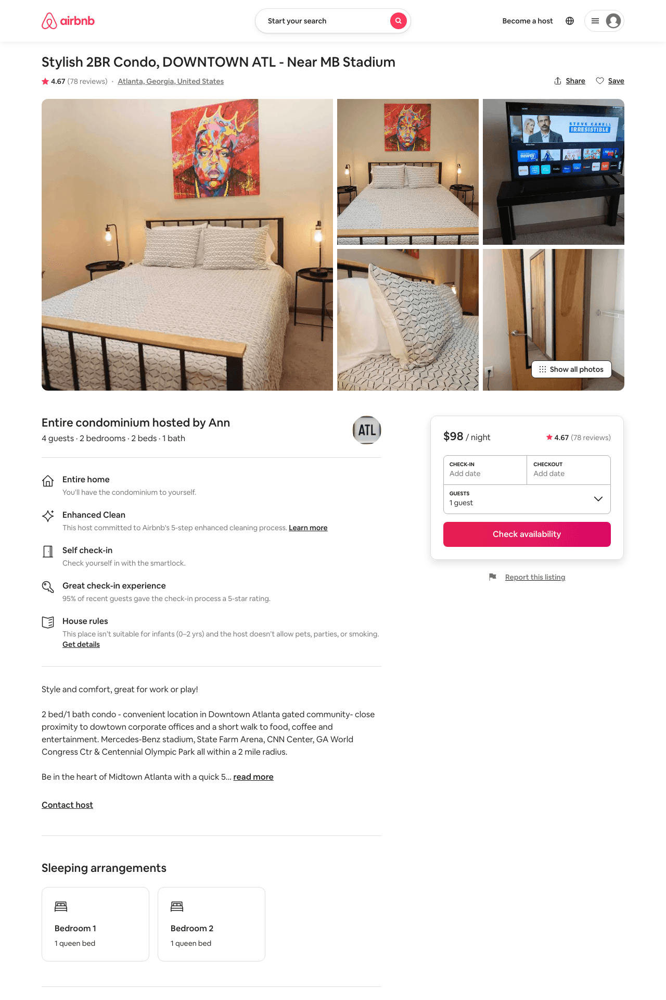 airbnb
Start your search
Become a host
Stylish 2BR Condo, DOWNTOWN ATL - Near MB Stadium
4.67 (78 reviews) · Atlanta, Georgia, United States
Share
Save
HOME
STEVE CARELL
IRRESISTIBLE
newsy
hulu
VUDU
Show all photos
Entire condominium hosted by Ann
4 guests · 2 bedrooms · 2 beds · 1 bath
ATL
$98 / night
4.67 (78 reviews)
CHECK-IN
Add date
CHECKOUT
Add date
GUESTS
1 guest
Check availability
Report this listing
Entire home
You’ll have the condominium to yourself.
Enhanced Clean
This host committed to Airbnb's 5-step enhanced cleaning process. Learn more
Self check-in
Check yourself in with the smartlock.
Great check-in experience
95% of recent guests gave the check-in process a 5-star rating.
House rules
This place isn’t suitable for infants (0–2 yrs) and the host doesn’t allow pets, parties, or smoking.
Get details
Style and comfort, great for work or play!
2 bed/1 bath condo - convenient location in Downtown Atlanta gated community- close
proximity to dowtown corporate offices and a short walk to food, coffee and
entertainment. Mercedes-Benz stadium, State Farm Arena, CNN Center, GA World
Congress Ctr & Centennial Olympic Park all within a 2 mile radius.
Be in the heart of Midtown Atlanta with a quick 5… read more
Contact host
Sleeping arrangements
Bedroom 1
1 queen bed
Bedroom 2
1 queen bed